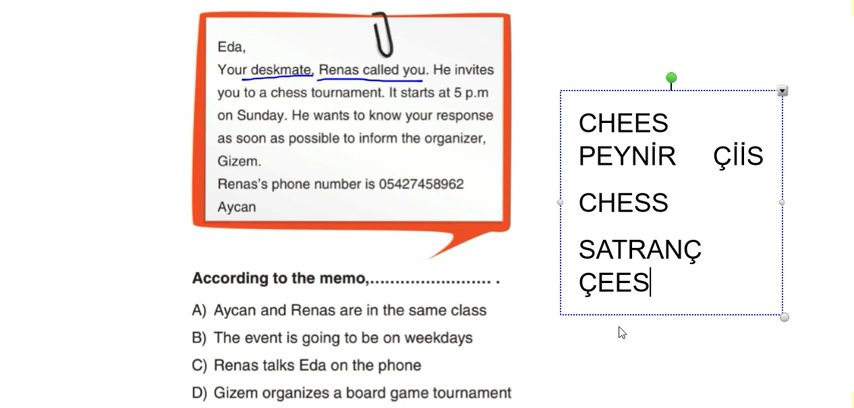 Eda,
Your deskmate, Renas called you. He invites
you to a chess tournament. It starts at 5 p.m
on Sunday. He wants to know your response
as soon as possible to inform the organizer,
Gizem.
Renas's phone number is 05427458962
Aycan
According to the memo,........................ .
A) Aycan and Renas are in the same class
B) The event is going to be on weekdays
C) Renas talks Eda on the phone
D) Gizem organizes a board game tournament
CHEES
PEYNİR ÇİİS
CHESS
SATRANÇ
ÇEES